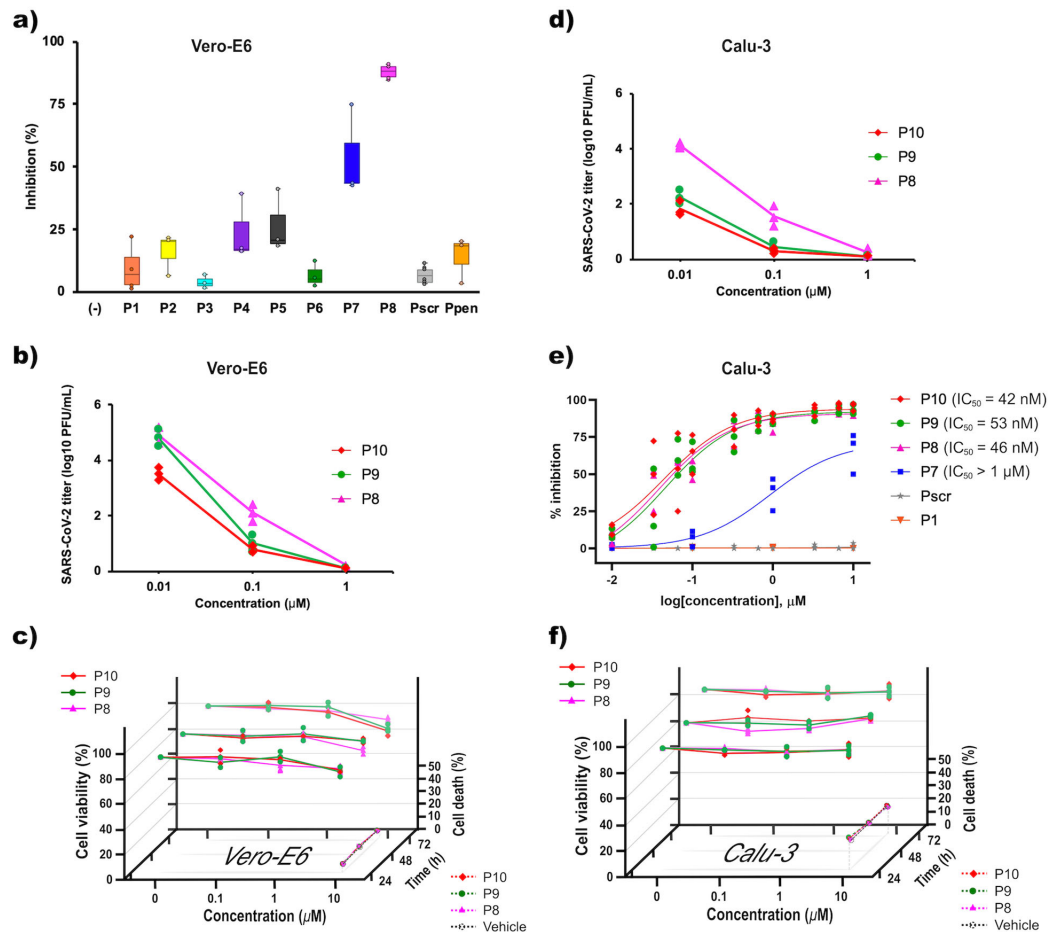 a)
Vero-E6
Inhibition (%)
100
75
50
25
0
(-) P1 P2 P3 P4 P5 P6 P7 P8 Pscr Ppen
b)
Vero-E6
SARS-CoV-2 titer (log10 PFU/mL)
6
4
2
0
0.01 0.1 1
Concentration (µM)
P10
P9
P8
c)
P10
P9
P8
Cell viability (%)
100
80
60
40
20
0
Cell death (%)
50
40
30
20
10
0
Time (h)
72
48
24
Vero-E6
0 0.1 1 10
Concentration (µM)
P10
P9
P8
Vehicle
d)
Calu-3
SARS-CoV-2 titer (log10 PFU/mL)
6
4
2
0
0.01 0.1 1
Concentration (µM)
P10
P9
P8
e)
Calu-3
% inhibition
100
75
50
25
0
-2 -1 0 1
log[concentration], µM
P10 (IC50 = 42 nM)
P9 (IC50 = 53 nM)
P8 (IC50 = 46 nM)
P7 (IC50 > 1 µM)
Pscr
P1
f)
P10
P9
P8
Cell viability (%)
100
80
60
40
20
0
Cell death (%)
50
40
30
20
10
0
Time (h)
72
48
24
Calu-3
0 0.1 1 10
Concentration (µM)
P10
P9
P8
Vehicle